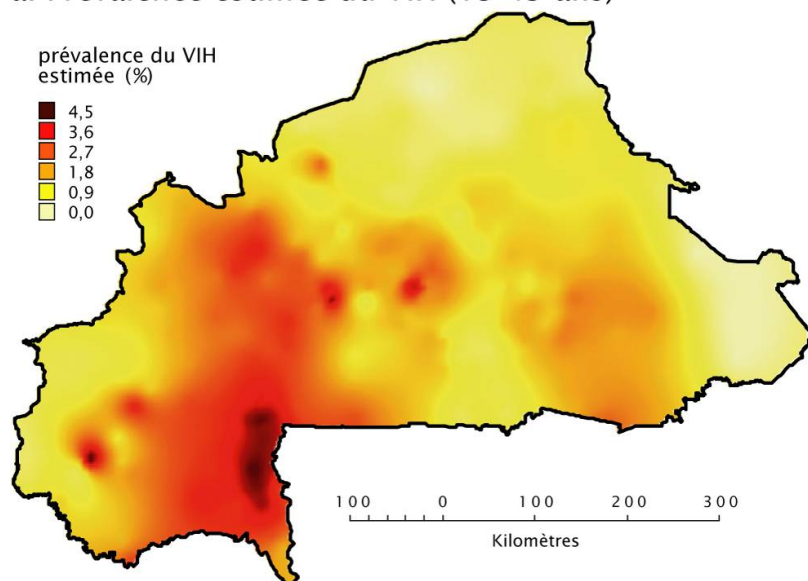 prévalence du VIH
estimée (%)
4,5
3,6
2,7
1,8
0,9
0,0
100 0 100 200 300
Kilomètres